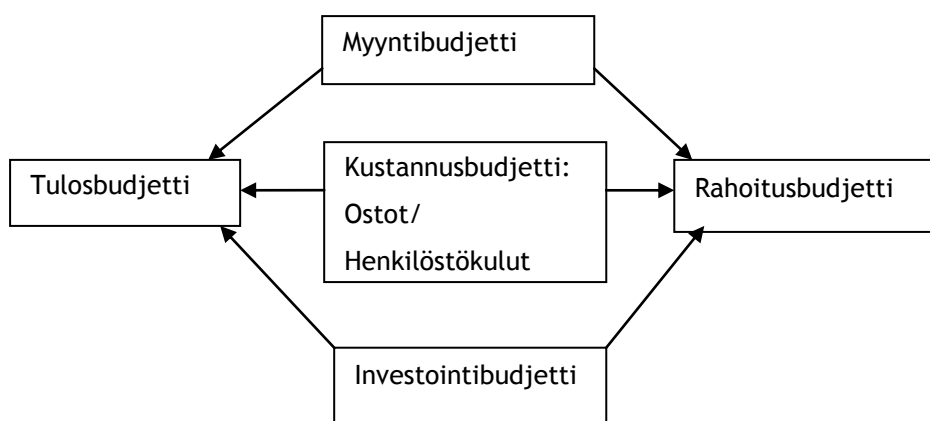 Myyntibudjetti
Tulosbudjetti
Kustannusbudjetti:
Ostot/
Henkilöstökulut
Rahoitusbudjetti
Investointibudjetti